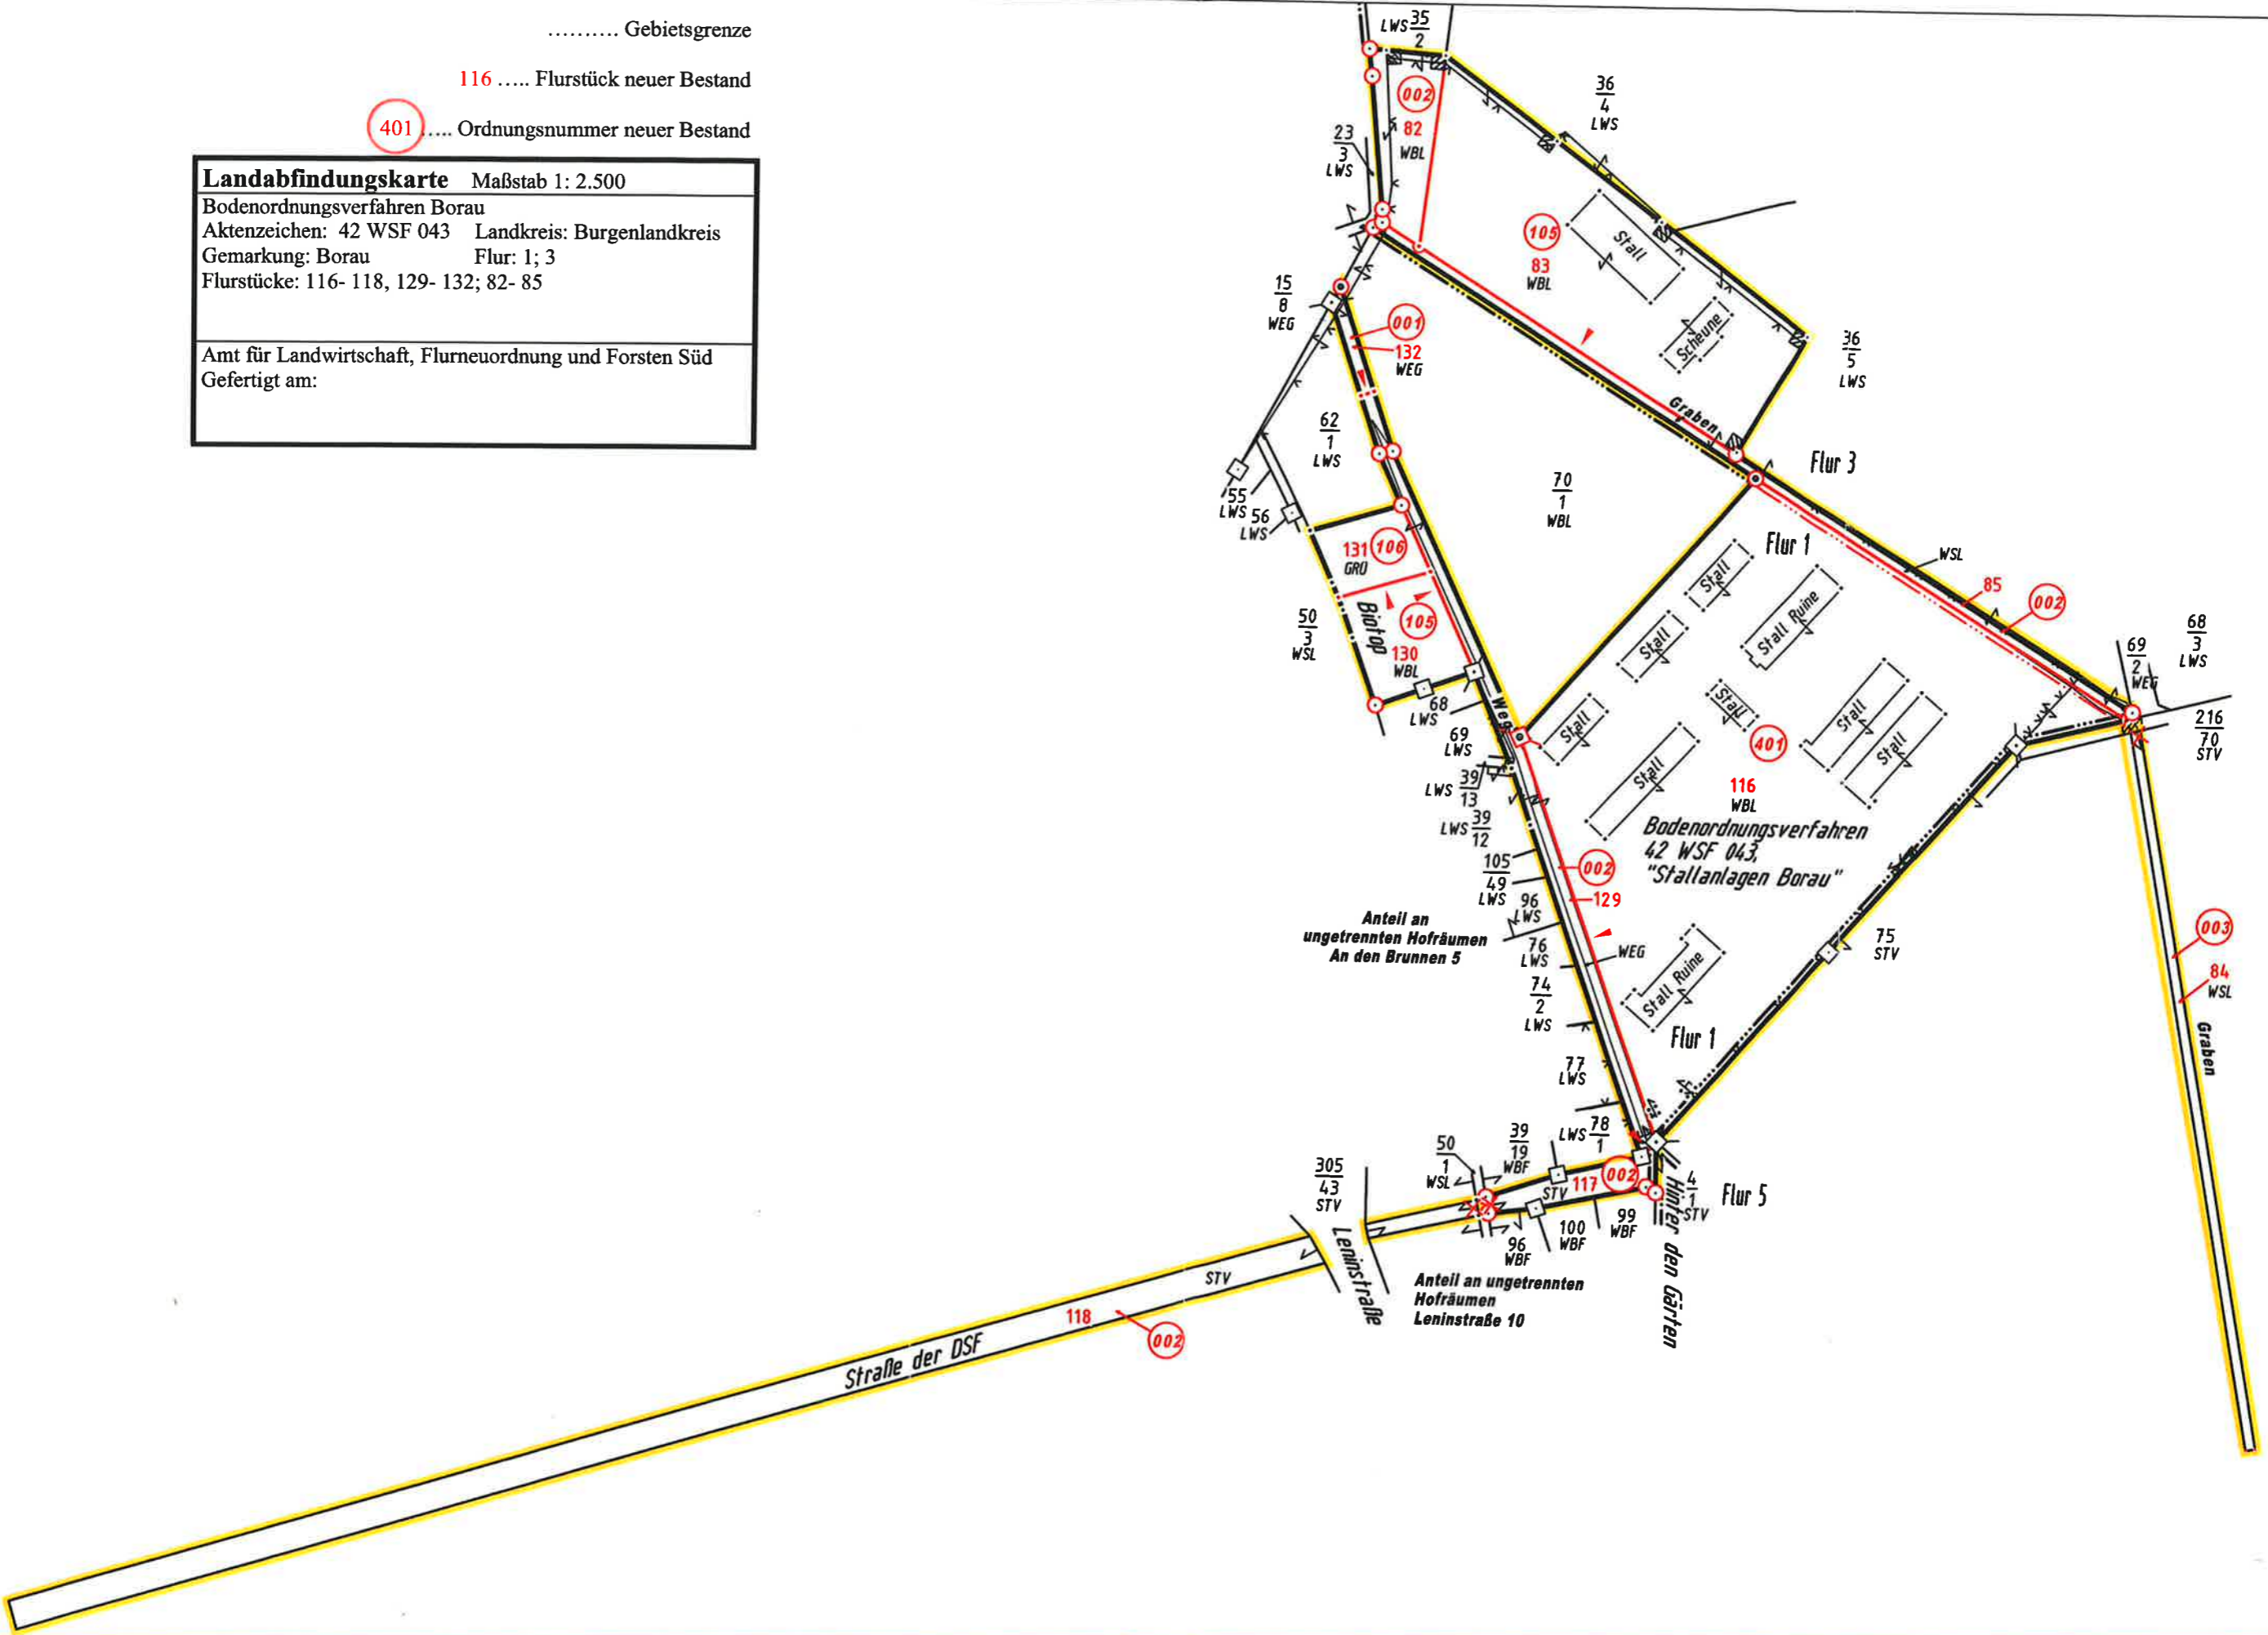 .......... Gebietsgrenze
116 ..... Flurstück neuer Bestand
401 ..... Ordnungsnummer neuer Bestand
Landabfindungskarte Maßstab 1: 2.500
Bodenordnungsverfahren Borau
Aktenzeichen: 42 WSF 043 Landkreis: Burgenlandkreis
Gemarkung: Borau Flur: 1; 3
Flurstücke: 116- 118, 129- 132; 82- 85
Amt für Landwirtschaft, Flurneuordnung und Forsten Süd
Gefertigt am:
LWS 35
2
002
82
WBL
36
4
LWS
23
3
LWS
105
83
WBL
Stall
Scheune
15
8
WEG
001
132
WEG
36
5
LWS
Graben
62
1
LWS
Flur 3
55
LWS
56
LWS
70
1
WBL
131
106
GRÜ
Flur 1
WSL
85
002
50
3
WSL
Biotop
105
130
WBL
Stall
Stall Ruine
Stall
68
3
LWS
69
2
WEG
68
LWS
Weg
69
LWS
Stall
Stall
Stall
Stall
216
70
STV
401
Stall
LWS 39
13
116
WBL
LWS 39
12
Bodenordnungsverfahren
42 WSF 043,
"Stallanlagen Borau"
105
49
LWS
002
129
96
LWS
Anteil an
ungetrennten Hofräumen
An den Brunnen 5
76
LWS
WEG
75
STV
003
84
WSL
Stall Ruine
74
2
LWS
Flur 1
Graben
77
LWS
LWS 78
1
50
1
WSL
39
19
WBF
305
43
STV
STV
117
002
4
1
STV
Flur 5
99
WBF
100
WBF
96
WBF
Hinter den Gärten
Leninstraße
Anteil an ungetrennten
Hofräumen
Leninstraße 10
STV
118
002
Straße der DSF